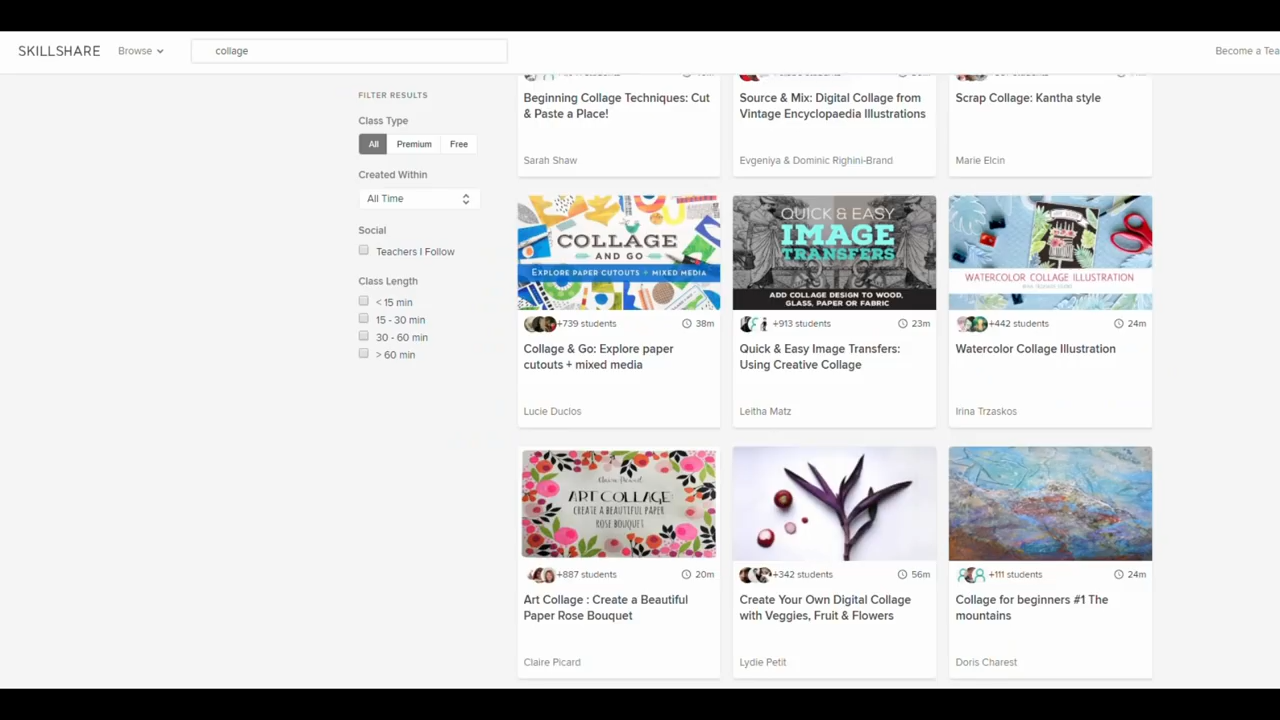 SKILLSHARE
Browse
collage
Become a Tea
FILTER RESULTS
Class Type
All
Premium
Free
Created Within
All Time
Social
Teachers I Follow
Class Length
< 15 min
15 - 30 min
30 - 60 min
> 60 min
students
students
students
Beginning Collage Techniques: Cut
& Paste a Place!
Sarah Shaw
Source & Mix: Digital Collage from
Vintage Encyclopaedia Illustrations
Evgeniya & Dominic Righini-Brand
Scrap Collage: Kantha style
Marie Elcin
COLLAGE
AND GO
EXPLORE PAPER CUTOUTS + MIXED MEDIA
+739 students
38m
Collage & Go: Explore paper
cutouts + mixed media
Lucie Duclos
QUICK & EASY
IMAGE
TRANSFERS
ADD COLLAGE DESIGN TO WOOD,
GLASS, PAPER OR FABRIC
+913 students
23m
Quick & Easy Image Transfers:
Using Creative Collage
Leitha Matz
WATERCOLOR COLLAGE ILLUSTRATION
+442 students
24m
Watercolor Collage Illustration
Irina Trzaskos
Claire Picard
ART COLLAGE
CREATE A BEAUTIFUL PAPER
ROSE BOUQUET
+887 students
20m
Art Collage : Create a Beautiful
Paper Rose Bouquet
Claire Picard
+342 students
56m
Create Your Own Digital Collage
with Veggies, Fruit & Flowers
Lydie Petit
+111 students
24m
Collage for beginners #1 The
mountains
Doris Charest